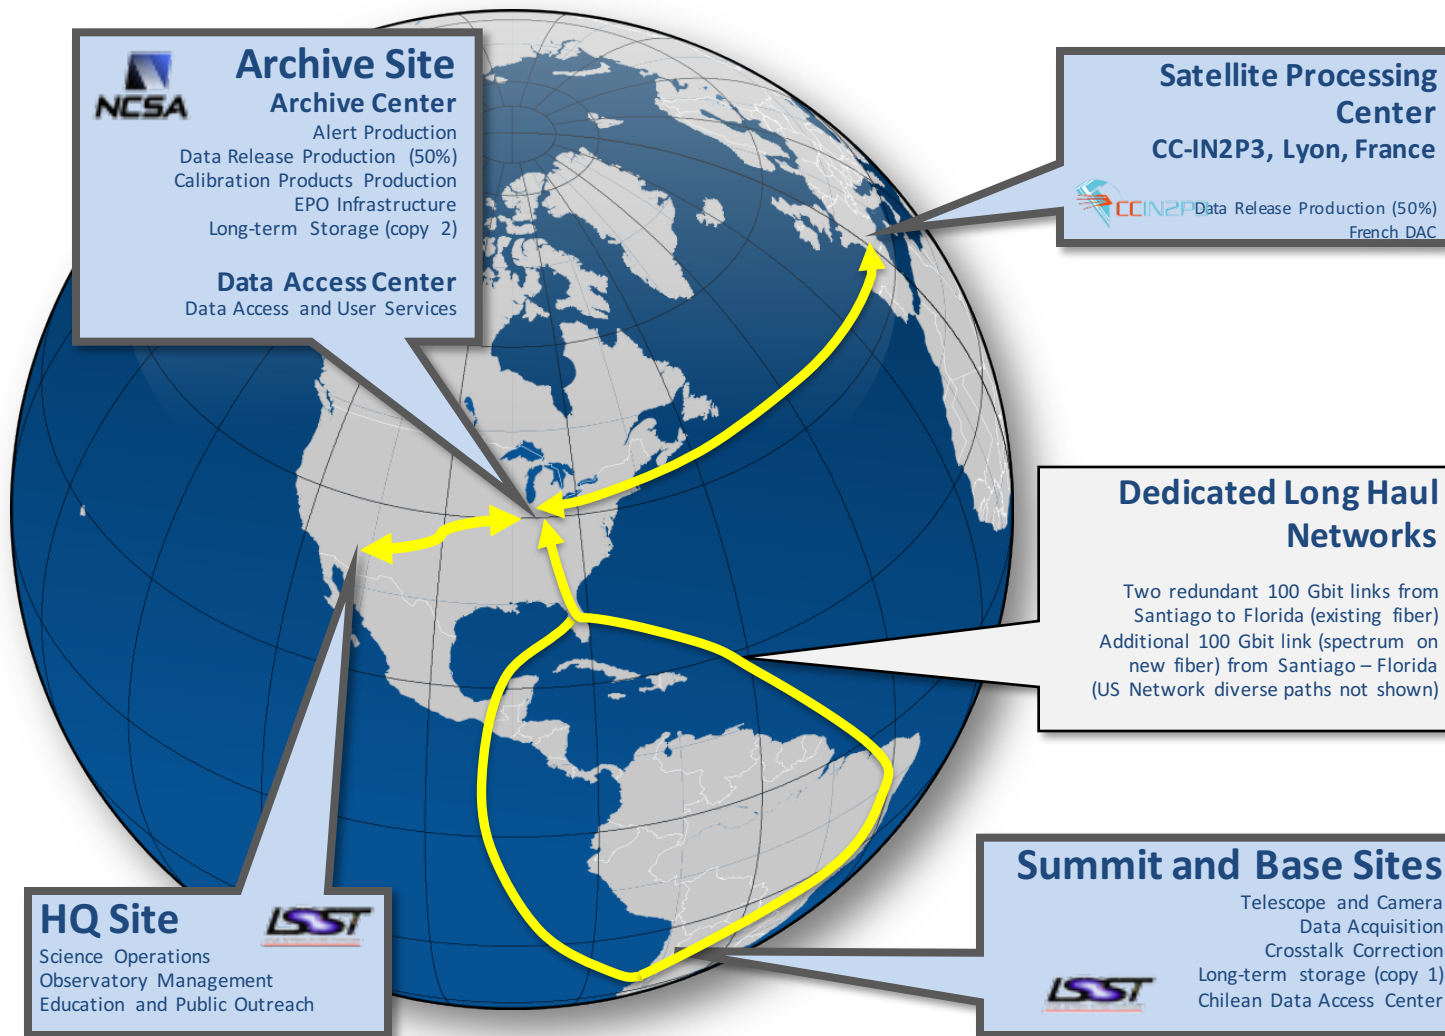 NCSA
Archive Site
Archive Center
Alert Production
Data Release Production (50%)
Calibration Products Production
EPO Infrastructure
Long-term Storage (copy 2)
Data Access Center
Data Access and User Services
Satellite Processing
Center
CC-IN2P3, Lyon, France
CCIN2P3
Data Release Production (50%)
French DAC
Dedicated Long Haul
Networks
Two redundant 100 Gbit links from
Santiago to Florida (existing fiber)
Additional 100 Gbit link (spectrum on
new fiber) from Santiago – Florida
(US Network diverse paths not shown)
HQ Site
LSST
Science Operations
Observatory Management
Education and Public Outreach
Summit and Base Sites
Telescope and Camera
Data Acquisition
Crosstalk Correction
Long-term storage (copy 1)
Chilean Data Access Center
LSST